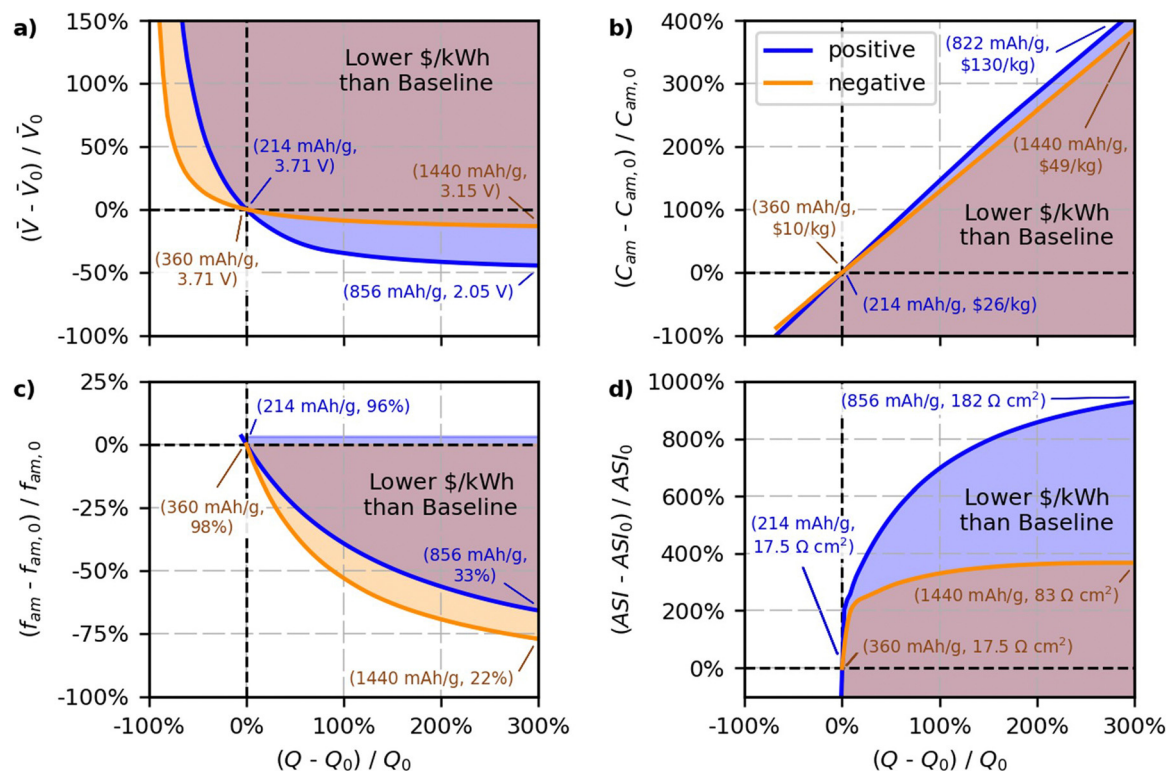 a)
150%
100%
50%
0%
-50%
-100%
(V̄ - V̄0) / V̄0
Lower $/kWh
than Baseline
(214 mAh/g,
3.71 V)
(1440 mAh/g,
3.15 V)
(360 mAh/g,
3.71 V)
(856 mAh/g, 2.05 V)
b)
400%
300%
200%
100%
0%
-100%
(Cam - Cam,0) / Cam,0
positive
negative
(822 mAh/g,
$130/kg)
(1440 mAh/g,
$49/kg)
(360 mAh/g,
$10/kg)
Lower $/kWh
than Baseline
(214 mAh/g, $26/kg)
c)
25%
0%
-25%
-50%
-75%
-100%
(fam - fam,0) / fam,0
(214 mAh/g, 96%)
Lower $/kWh
than Baseline
(360 mAh/g,
98%)
(856 mAh/g,
33%)
(1440 mAh/g, 22%)
-100%
0%
100%
200%
300%
(Q - Q0) / Q0
d)
1000%
800%
600%
400%
200%
0%
(ASI - ASI0) / ASI0
(856 mAh/g, 182 Ω cm²)
Lower $/kWh
than Baseline
(214 mAh/g,
17.5 Ω cm²)
(1440 mAh/g, 83 Ω cm²)
(360 mAh/g, 17.5 Ω cm²)
-100%
0%
100%
200%
300%
(Q - Q0) / Q0